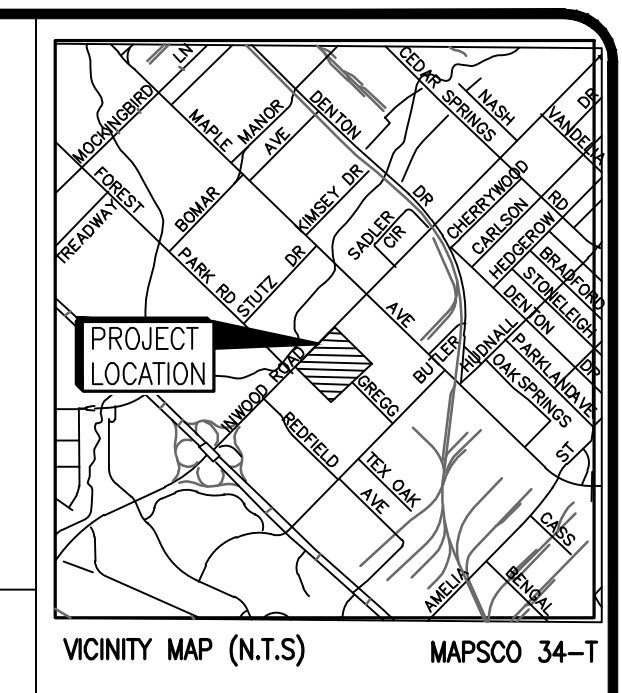 LN
MOCKINGBIRD
MAPLE
AVE
MANOR
DENTON
DR
CEDAR SPRINGS
RD
NASH
VANDELIA
DR
FOREST
PARK RD
TREADWAY
BOMAR
KIMSEY DR
STUTZ DR
SADLER
CIR
CHERRYWOOD
CARLSON
HEDGEROW
BRADFORD
STONELEIGH
DENTON
DR
PARKLAND
AVE
OAK SPRINGS
HUDNALL
ST
BUTLER
AVE
PROJECT
LOCATION
INWOOD ROAD
GREGG
REDFIELD
AVE
TEX OAK
CASS
BENGAL
AMELIA
VICINITY MAP (N.T.S)
MAPSCO 34-T